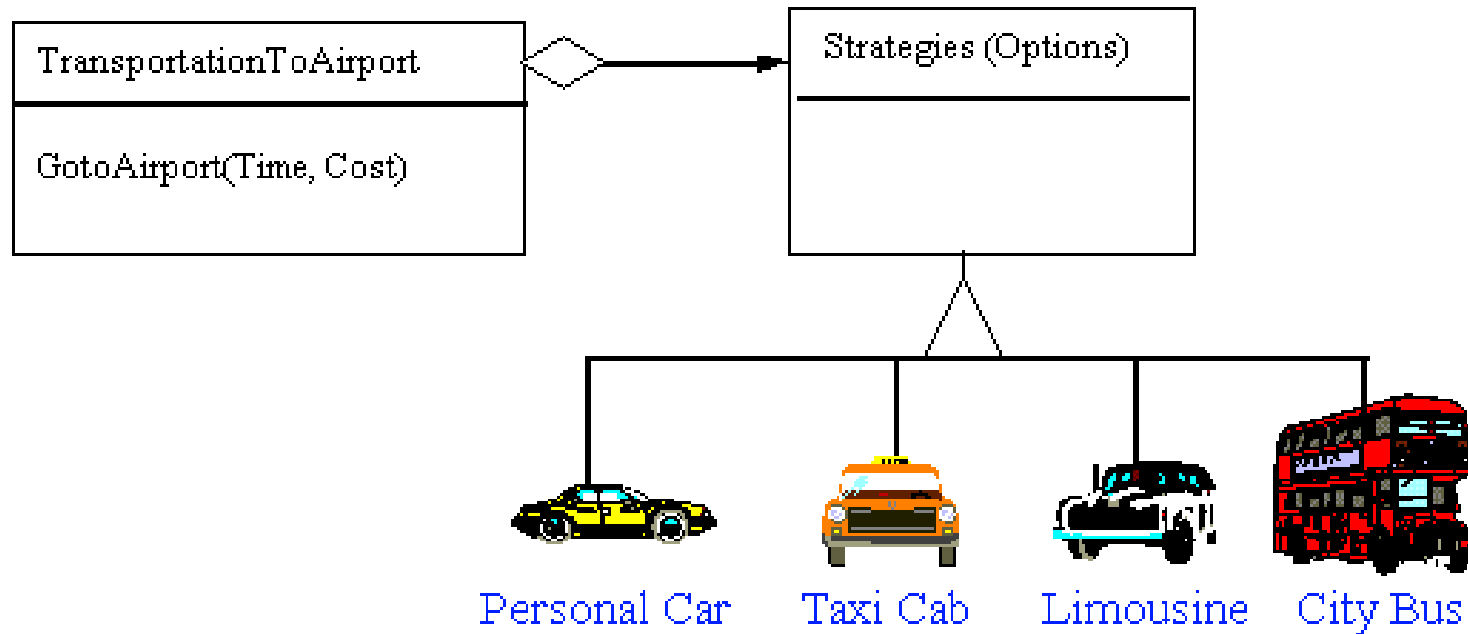 TransportationToAirport
GotoAirport(Time, Cost)
Strategies (Options)
Personal Car
Taxi Cab
Limousine
City Bus